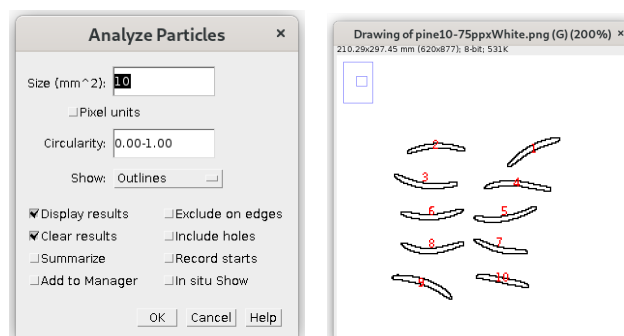 Analyze Particles ×
Size (mm^2): 10
Pixel units
Circularity: 0.00-1.00
Show: Outlines
Display results Exclude on edges
Clear results Include holes
Summarize Record starts
Add to Manager In situ Show
OK Cancel Help
Drawing of pine10-75ppxWhite.png (G) (200%) ×
210.29x297.45 mm (620x877); 8-bit; 531K
2 1
3 4
6 5
8 7
9 10